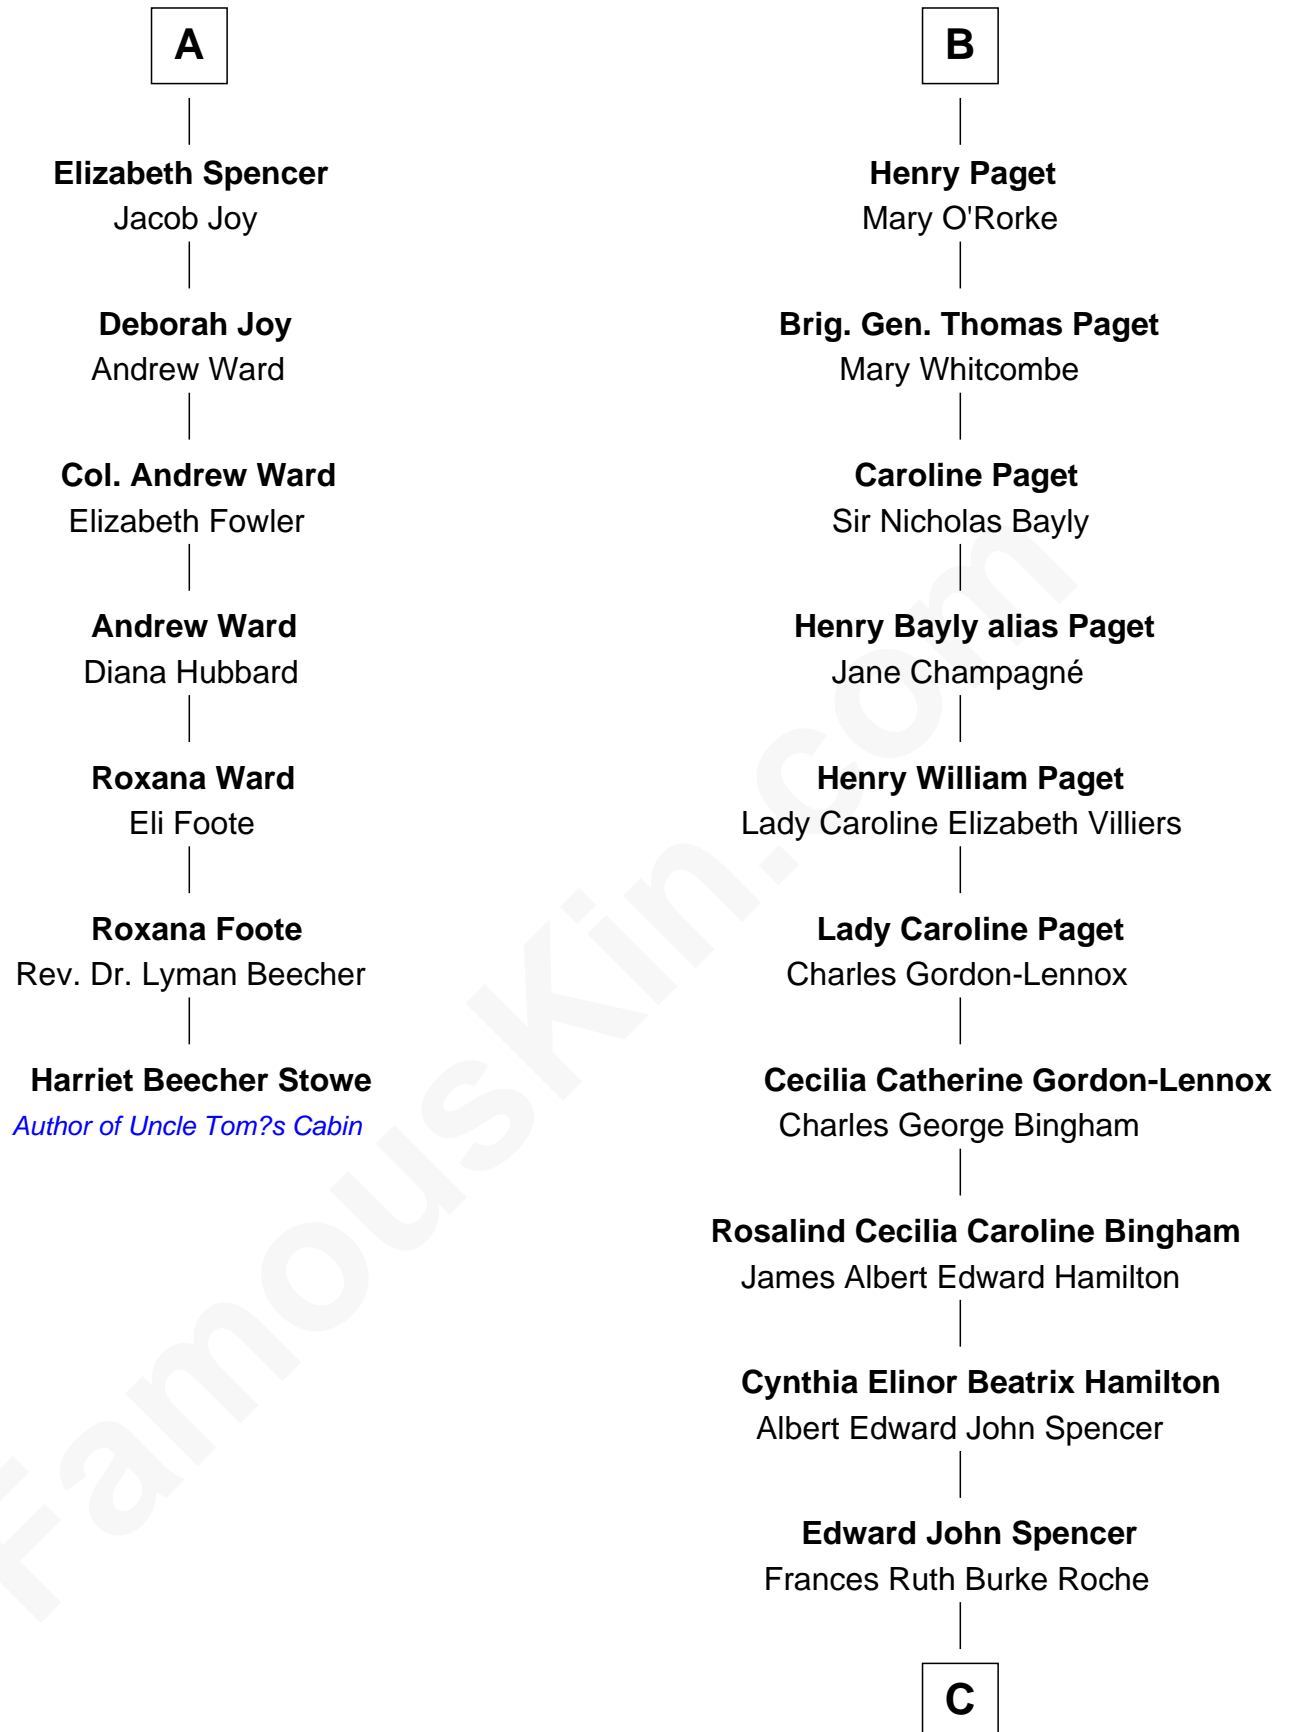 A
Elizabeth Spencer
Jacob Joy
Deborah Joy
Andrew Ward
Col. Andrew Ward
Elizabeth Fowler
Andrew Ward
Diana Hubbard
Roxana Ward
Eli Foote
Roxana Foote
Rev. Dr. Lyman Beecher
Harriet Beecher Stowe
Author of Uncle Tom?s Cabin
B
Henry Paget
Mary O'Rorke
Brig. Gen. Thomas Paget
Mary Whitcombe
Caroline Paget
Sir Nicholas Bayly
Henry Bayly alias Paget
Jane Champagné
Henry William Paget
Lady Caroline Elizabeth Villiers
Lady Caroline Paget
Charles Gordon-Lennox
Cecilia Catherine Gordon-Lennox
Charles George Bingham
Rosalind Cecilia Caroline Bingham
James Albert Edward Hamilton
Cynthia Elinor Beatrix Hamilton
Albert Edward John Spencer
Edward John Spencer
Frances Ruth Burke Roche
C
FamousKin.com